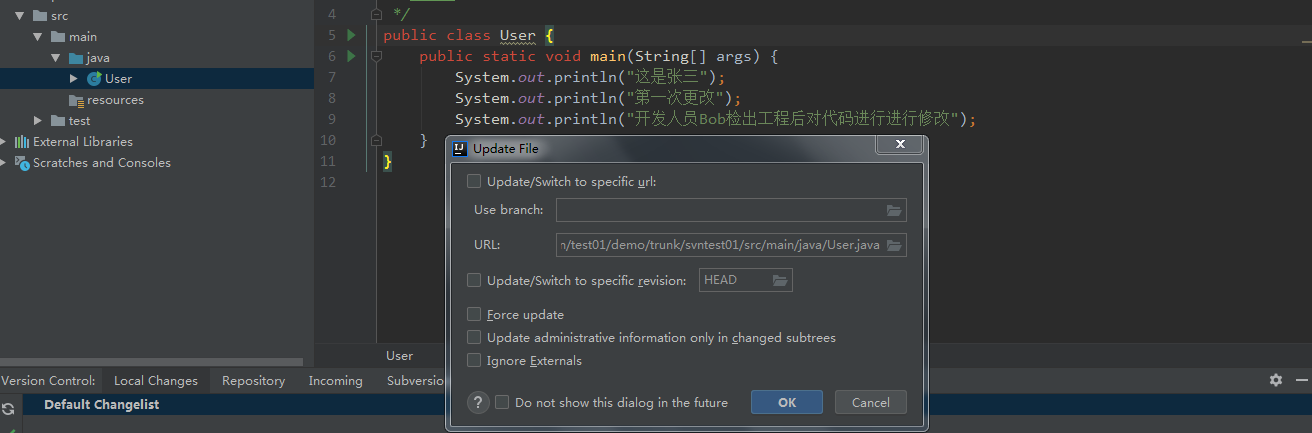 src
main
java
User
resources
test
External Libraries
Scratches and Consoles
4 */
5 public class User {
6 public static void main(String[] args) {
7 System.out.println("这是张三");
8 System.out.println("第一次更改");
9 System.out.println("开发人员Bob检出工程后对代码进行进行修改");
10 }
11 }
12
Update File
Update/Switch to specific url:
Use branch:
URL: n/test01/demo/trunk/svntest01/src/main/java/User.java
Update/Switch to specific revision: HEAD
Force update
Update administrative information only in changed subtrees
Ignore Externals
? Do not show this dialog in the future OK Cancel
User
Version Control: Local Changes Repository Incoming Subversio
Default Changelist